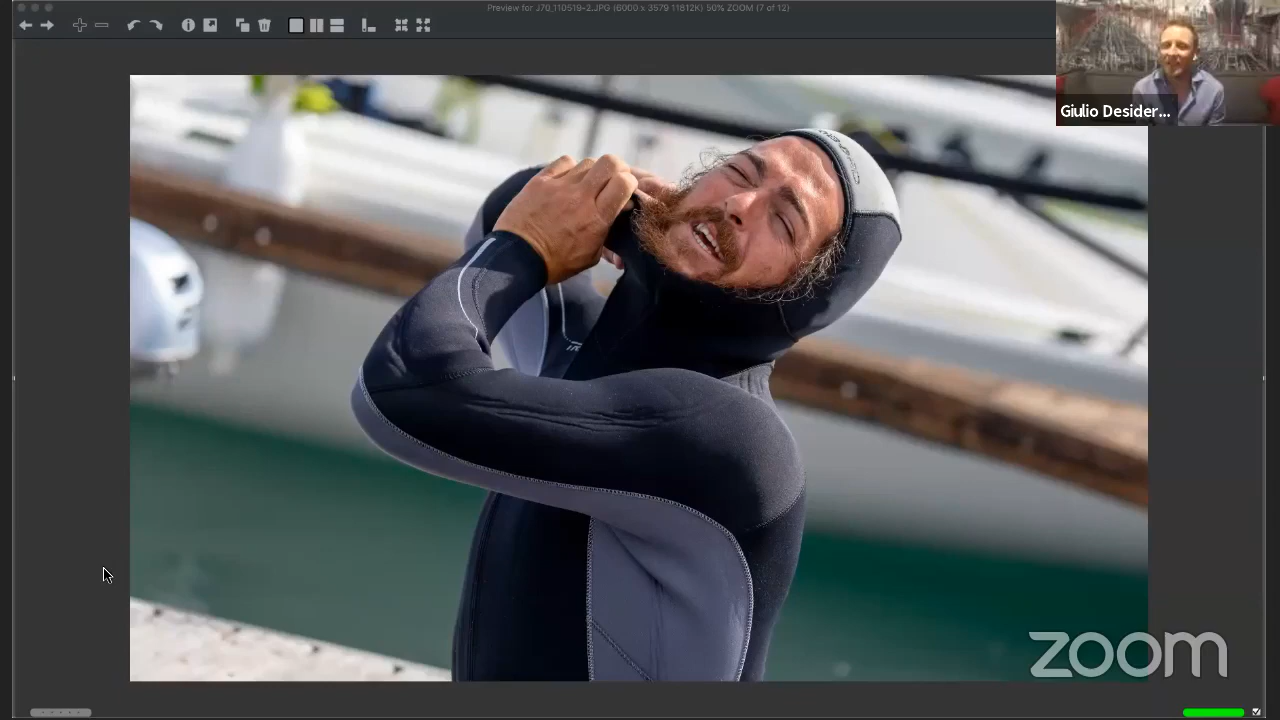 Preview for J70_110519-2.JPG (6000 x 3579 11812K) 50% ZOOM (7 of 12)
Giulio Desider...
zoom